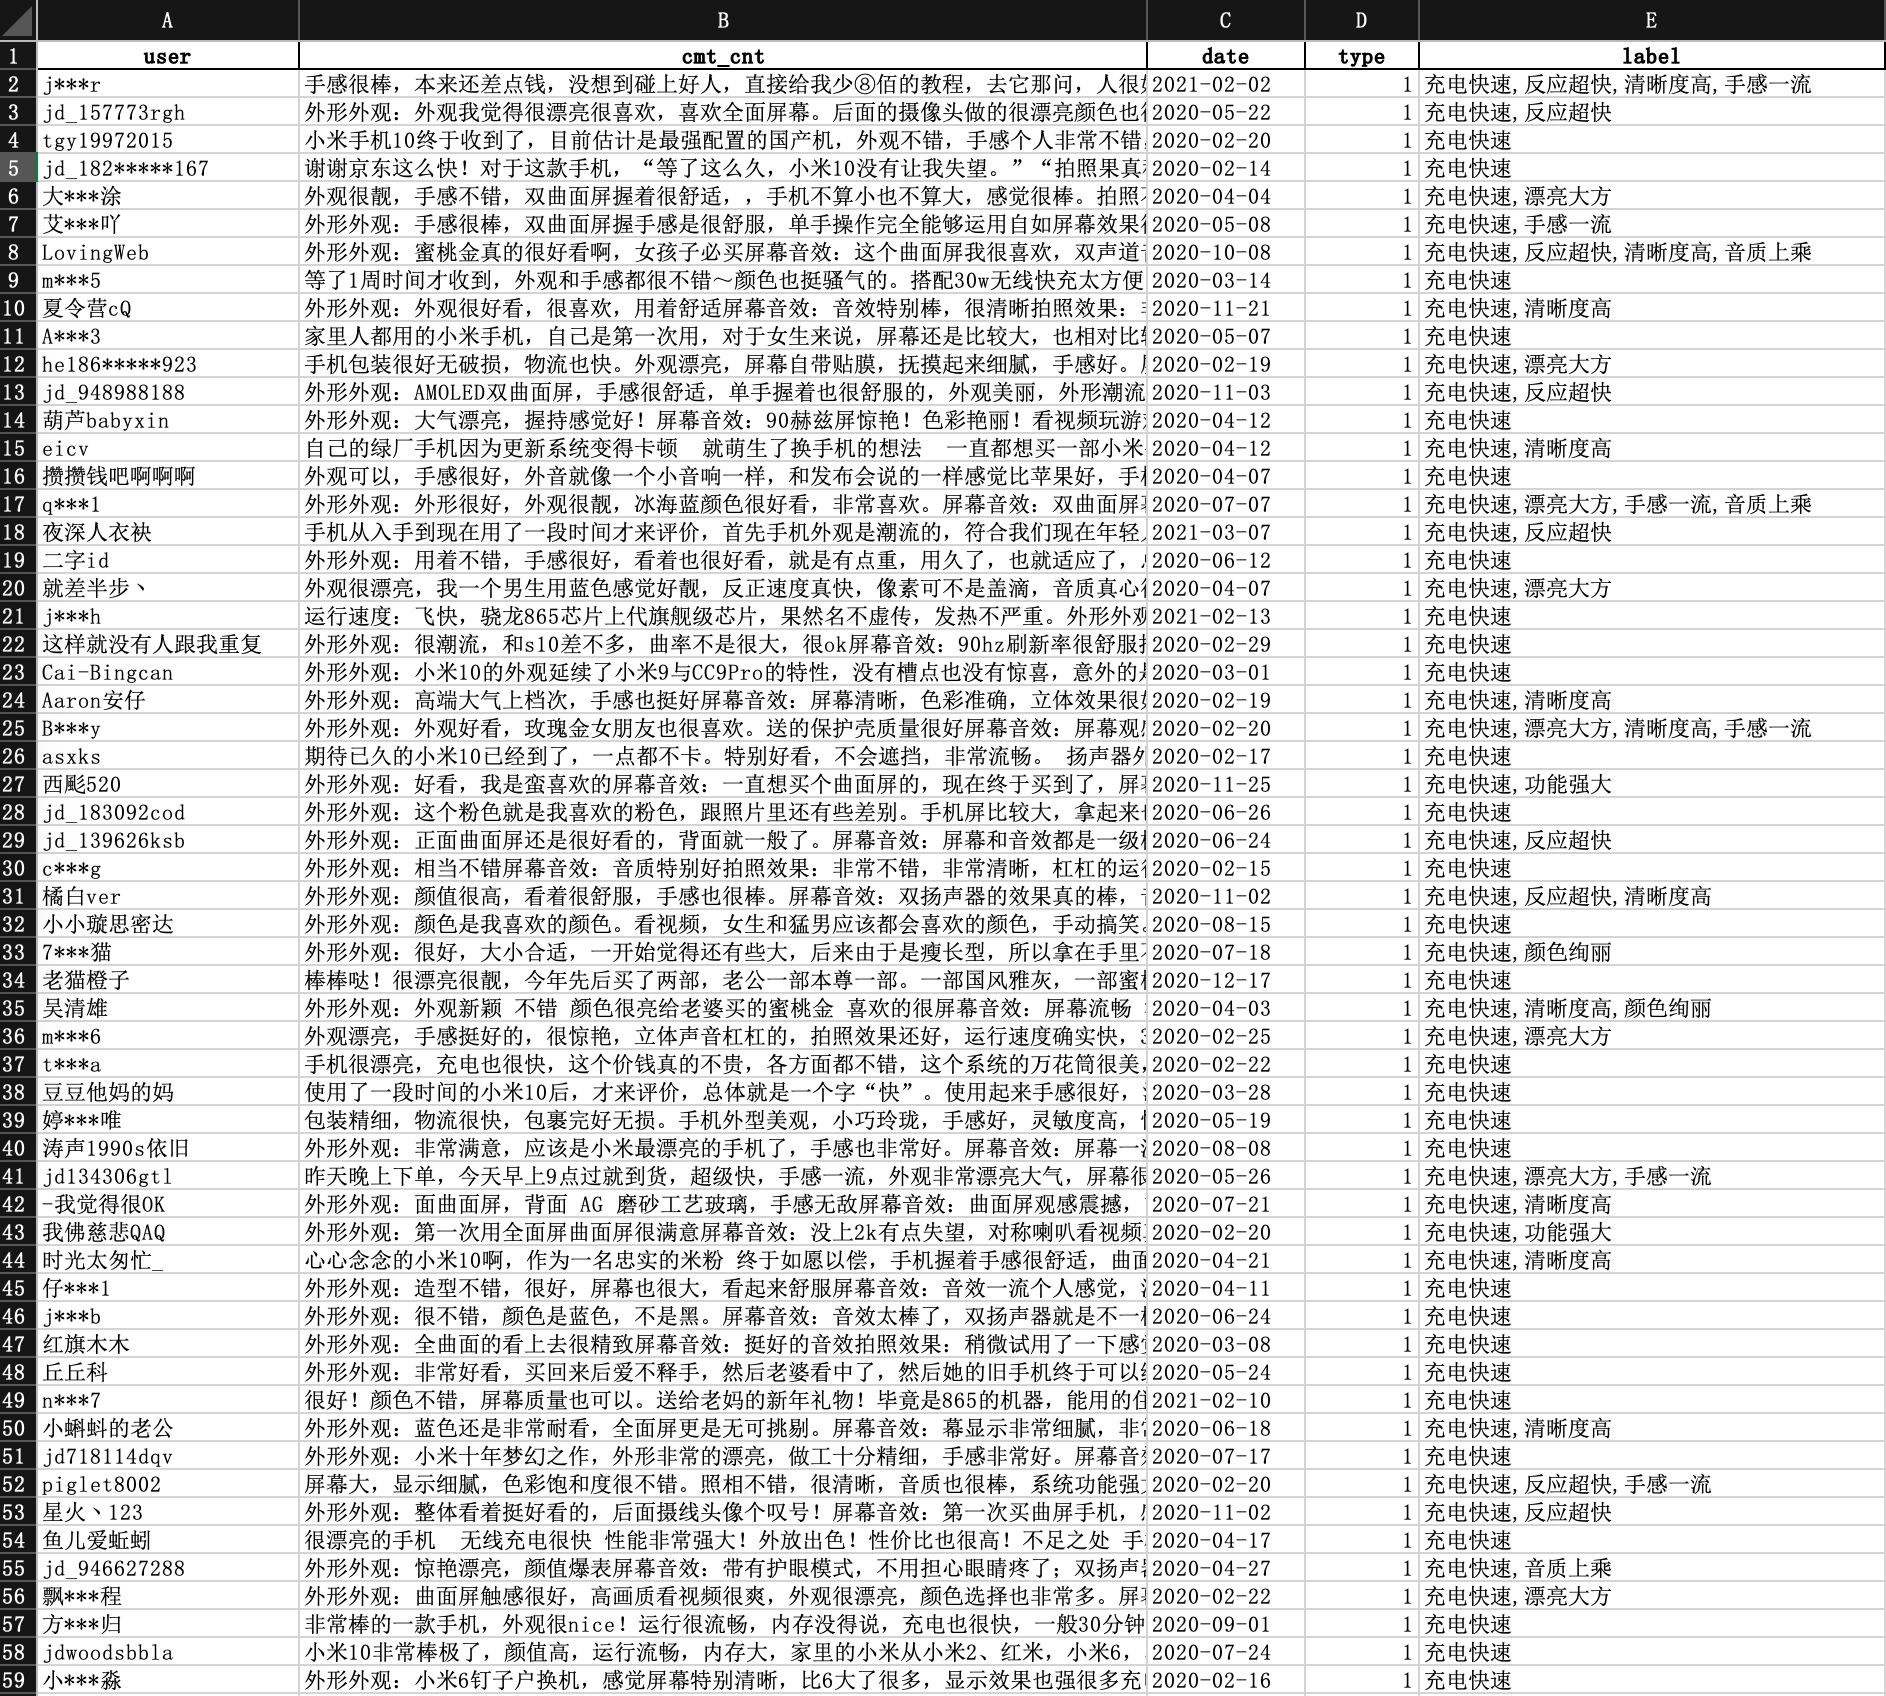 A B C D E
1 user cmt_cnt date type label
2 j***r 手感很棒，本来还差点钱，没想到碰上好人，直接给我少⑧佰的教程，去它那问，人很好 2021-02-02 1 充电快速,反应超快,清晰度高,手感一流
3 jd_157773rgh 外形外观：外观我觉得很漂亮很喜欢，喜欢全面屏幕。后面的摄像头做的很漂亮颜色也很 2020-05-22 1 充电快速,反应超快
4 tgy19972015 小米手机10终于收到了，目前估计是最强配置的国产机，外观不错，手感个人非常不错, 2020-02-20 1 充电快速
5 jd_182*****167 谢谢京东这么快！对于这款手机，“等了这么久，小米10没有让我失望。”“拍照果真 2020-02-14 1 充电快速
6 大***涂 外观很靓，手感不错，双曲面屏握着很舒适，，手机不算小也不算大，感觉很棒。拍照 2020-04-04 1 充电快速,漂亮大方
7 艾***吖 外形外观：手感很棒，双曲面屏握手感是很舒服，单手操作完全能够运用自如屏幕效果很 2020-05-08 1 充电快速,手感一流
8 LovingWeb 外形外观：蜜桃金真的很好看啊，女孩子必买屏幕音效：这个曲面屏我很喜欢，双声道音 2020-10-08 1 充电快速,反应超快,清晰度高,音质上乘
9 m***5 等了1周时间才收到，外观和手感都很不错～颜色也挺骚气的。搭配30w无线快充太方便 2020-03-14 1 充电快速
10 夏令营cQ 外形外观：外观很好看，很喜欢，用着舒适屏幕音效：音效特别棒，很清晰拍照效果： 2020-11-21 1 充电快速,清晰度高
11 A***3 家里人都用的小米手机，自己是第一次用，对于女生来说，屏幕还是比较大，也相对比较 2020-05-07 1 充电快速
12 he186*****923 手机包装很好无破损，物流也快。外观漂亮，屏幕自带贴膜，抚摸起来细腻，手感好。 2020-02-19 1 充电快速,漂亮大方
13 jd_948988188 外形外观：AMOLED双曲面屏，手感很舒适，单手握着也很舒服的，外观美丽，外形潮流 2020-11-03 1 充电快速,反应超快
14 葫芦babyxin 外形外观：大气漂亮，握持感觉好！屏幕音效：90赫兹屏惊艳！色彩艳丽！看视频玩游 2020-04-12 1 充电快速
15 eicv 自己的绿厂手机因为更新系统变得卡顿 就萌生了换手机的想法 一直都想买一部小米 2020-04-12 1 充电快速,清晰度高
16 攒攒钱吧啊啊啊 外观可以，手感很好，外音就像一个小音响一样，和发布会说的一样感觉比苹果好，手 2020-04-07 1 充电快速
17 q***1 外形外观：外形很好，外观很靓，冰海蓝颜色很好看，非常喜欢。屏幕音效：双曲面屏 2020-07-07 1 充电快速,漂亮大方,手感一流,音质上乘
18 夜深人衣袂 手机从入手到现在用了一段时间才来评价，首先手机外观是潮流的，符合我们现在年轻 2021-03-07 1 充电快速,反应超快
19 二字id 外形外观：用着不错，手感很好，看着也很好看，就是有点重，用久了，也就适应了， 2020-06-12 1 充电快速
20 就差半步丶 外观很漂亮，我一个男生用蓝色感觉好靓，反正速度真快，像素可不是盖滴，音质真心 2020-04-07 1 充电快速,漂亮大方
21 j***h 运行速度：飞快，骁龙865芯片上代旗舰级芯片，果然名不虚传，发热不严重。外形外观 2021-02-13 1 充电快速
22 这样就没有人跟我重复 外形外观：很潮流，和s10差不多，曲率不是很大，很ok屏幕音效：90hz刷新率很舒服 2020-02-29 1 充电快速
23 Cai-Bingcan 外形外观：小米10的外观延续了小米9与CC9Pro的特性，没有槽点也没有惊喜，意外的 2020-03-01 1 充电快速
24 Aaron安仔 外形外观：高端大气上档次，手感也挺好屏幕音效：屏幕清晰，色彩准确，立体效果很 2020-02-19 1 充电快速,清晰度高
25 B***y 外形外观：外观好看，玫瑰金女朋友也很喜欢。送的保护壳质量很好屏幕音效：屏幕观 2020-02-20 1 充电快速,漂亮大方,清晰度高,手感一流
26 asxks 期待已久的小米10已经到了，一点都不卡。特别好看，不会遮挡，非常流畅。 扬声器外 2020-02-17 1 充电快速
27 西彪520 外形外观：好看，我是蛮喜欢的屏幕音效：一直想买个曲面屏的，现在终于买到了，屏 2020-11-25 1 充电快速,功能强大
28 jd_183092cod 外形外观：这个粉色就是我喜欢的粉色，跟照片里还有些差别。手机屏比较大，拿起来 2020-06-26 1 充电快速
29 jd_139626ksb 外形外观：正面曲面屏还是很好看的，背面就一般了。屏幕音效：屏幕和音效都是一级 2020-06-24 1 充电快速,反应超快
30 c***g 外形外观：相当不错屏幕音效：音质特别好拍照效果：非常不错，非常清晰，杠杠的运 2020-02-15 1 充电快速
31 橘白ver 外形外观：颜值很高，看着很舒服，手感也很棒。屏幕音效：双扬声器的效果真的棒， 2020-11-02 1 充电快速,反应超快,清晰度高
32 小小璇思密达 外形外观：颜色是我喜欢的颜色。看视频，女生和猛男应该都会喜欢的颜色，手动搞笑。 2020-08-15 1 充电快速
33 7***猫 外形外观：很好，大小合适，一开始觉得还有些大，后来由于是瘦长型，所以拿在手里 2020-07-18 1 充电快速,颜色绚丽
34 老猫橙子 棒棒哒！很漂亮很靓，今年先后买了两部，老公一部本尊一部。一部国风雅灰，一部蜜 2020-12-17 1 充电快速
35 吴清雄 外形外观：外观新颖 不错 颜色很亮给老婆买的蜜桃金 喜欢的很屏幕音效：屏幕流畅 2020-04-03 1 充电快速,清晰度高,颜色绚丽
36 m***6 外观漂亮，手感挺好的，很惊艳，立体声音杠杠的，拍照效果还好，运行速度确实快， 2020-02-25 1 充电快速,漂亮大方
37 t***a 手机很漂亮，充电也很快，这个价钱真的不贵，各方面都不错，这个系统的万花筒很美， 2020-02-22 1 充电快速
38 豆豆他妈的妈 使用了一段时间的小米10后，才来评价，总体就是一个字“快”。使用起来手感很好， 2020-03-28 1 充电快速
39 婷***唯 包装精细，物流很快，包裹完好无损。手机外型美观，小巧玲珑，手感好，灵敏度高， 2020-05-19 1 充电快速
40 涛声1990s依旧 外形外观：非常满意，应该是小米最漂亮的手机了，手感也非常好。屏幕音效：屏幕一 2020-08-08 1 充电快速
41 jd134306gtl 昨天晚上下单，今天早上9点过就到货，超级快，手感一流，外观非常漂亮大气，屏幕很 2020-05-26 1 充电快速,漂亮大方,手感一流
42 -我觉得很OK 外形外观：面曲面屏，背面 AG 磨砂工艺玻璃，手感无敌屏幕音效：曲面屏观感震撼， 2020-07-21 1 充电快速,清晰度高
43 我佛慈悲QAQ 外形外观：第一次用全面屏曲面屏很满意屏幕音效：没上2k有点失望，对称喇叭看视频 2020-02-20 1 充电快速,功能强大
44 时光太匆忙_ 心心念念的小米10啊，作为一名忠实的米粉 终于如愿以偿，手机握着手感很舒适，曲面 2020-04-21 1 充电快速,清晰度高
45 仔***1 外形外观：造型不错，很好，屏幕也很大，看起来舒服屏幕音效：音效一流个人感觉， 2020-04-11 1 充电快速
46 j***b 外形外观：很不错，颜色是蓝色，不是黑。屏幕音效：音效太棒了，双扬声器就是不一 2020-06-24 1 充电快速
47 红旗木木 外形外观：全曲面的看上去很精致屏幕音效：挺好的音效拍照效果：稍微试用了一下感 2020-03-08 1 充电快速
48 丘丘科 外形外观：非常好看，买回来后爱不释手，然后老婆看中了，然后她的旧手机终于可以 2020-05-24 1 充电快速
49 n***7 很好！颜色不错，屏幕质量也可以。送给老妈的新年礼物！毕竟是865的机器，能用的住 2021-02-10 1 充电快速
50 小蝌蚪的老公 外形外观：蓝色还是非常耐看，全面屏更是无可挑剔。屏幕音效：幕显示非常细腻，非 2020-06-18 1 充电快速,清晰度高
51 jd718114dqv 外形外观：小米十年梦幻之作，外形非常的漂亮，做工十分精细，手感非常好。屏幕音 2020-07-17 1 充电快速
52 piglet8002 屏幕大，显示细腻，色彩饱和度很不错。照相不错，很清晰，音质也很棒，系统功能强 2020-02-20 1 充电快速,反应超快,手感一流
53 星火丶123 外形外观：整体看着挺好看的，后面摄线头像个叹号！屏幕音效：第一次买曲屏手机， 2020-11-02 1 充电快速,反应超快
54 鱼儿爱蚯蚓 很漂亮的手机 无线充电很快 性能非常强大！外放出色！性价比也很高！不足之处 手 2020-04-17 1 充电快速
55 jd_946627288 外形外观：惊艳漂亮，颜值爆表屏幕音效：带有护眼模式，不用担心眼睛疼了；双扬声 2020-04-27 1 充电快速,音质上乘
56 飘***程 外形外观：曲面屏触感很好，高画质看视频很爽，外观很漂亮，颜色选择也非常多。屏 2020-02-22 1 充电快速,漂亮大方
57 方***归 非常棒的一款手机，外观很nice！运行很流畅，内存没得说，充电也很快，一般30分钟 2020-09-01 1 充电快速
58 jdwoodsbbla 小米10非常棒极了，颜值高，运行流畅，内存大，家里的小米从小米2、红米，小米6， 2020-07-24 1 充电快速
59 小***淼 外形外观：小米6钉子户换机，感觉屏幕特别清晰，比6大了很多，显示效果也强很多充 2020-02-16 1 充电快速